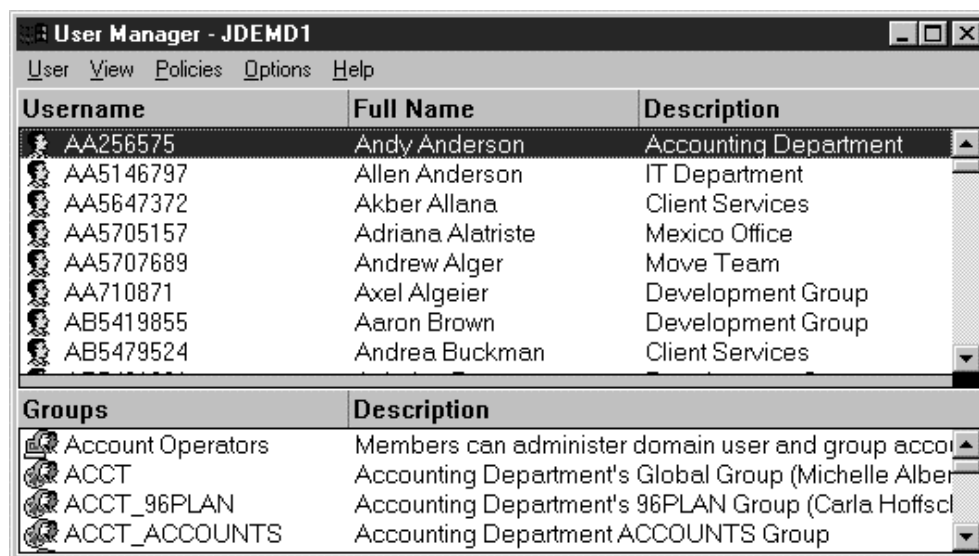 User Manager - JDEMD1
User View Policies Options Help
Username Full Name Description
AA256575 Andy Anderson Accounting Department
AA5146797 Allen Anderson IT Department
AA5647372 Akber Allana Client Services
AA5705157 Adriana Alatriste Mexico Office
AA5707689 Andrew Alger Move Team
AA710871 Axel Algeier Development Group
AB5419855 Aaron Brown Development Group
AB5479524 Andrea Buckman Client Services
Groups Description
Account Operators Members can administer domain user and group accou
ACCT Accounting Department's Global Group (Michelle Alber
ACCT_96PLAN Accounting Department's 96PLAN Group (Carla Hoffscl
ACCT_ACCOUNTS Accounting Department ACCOUNTS Group